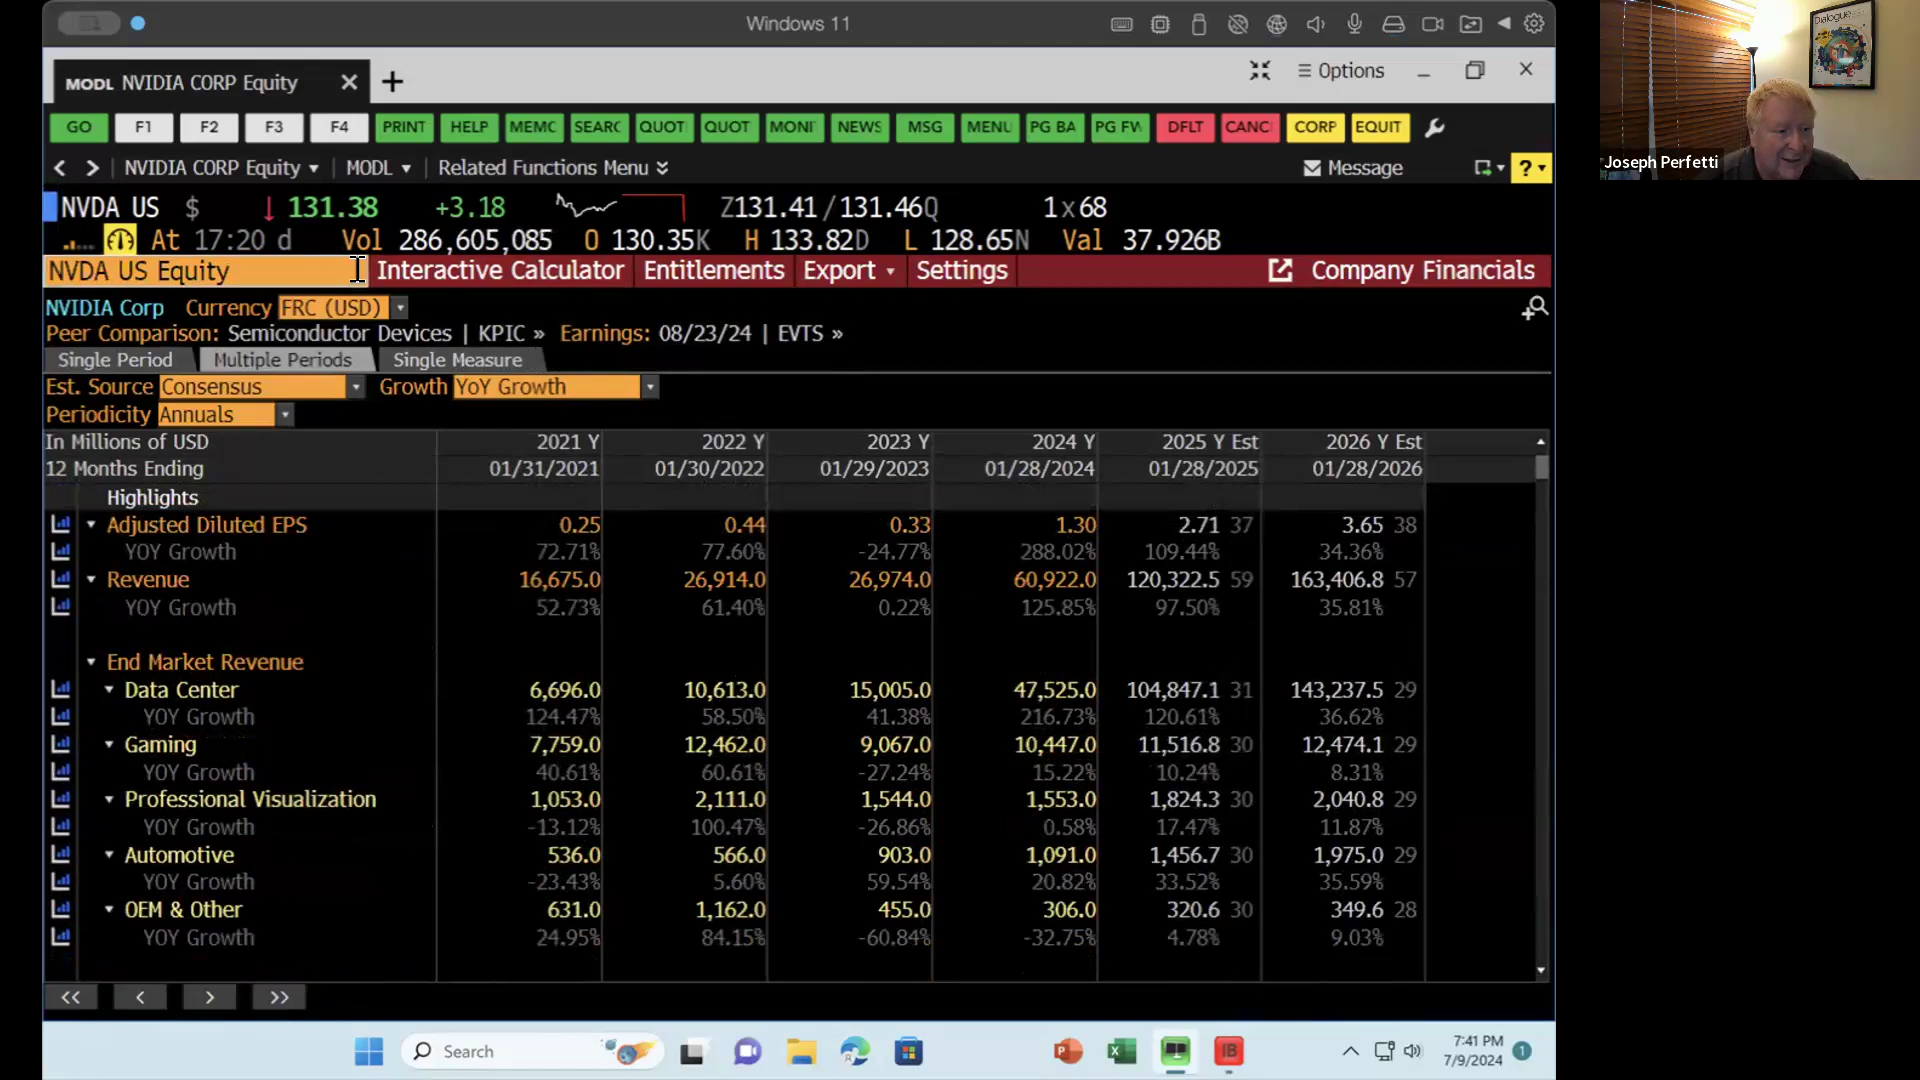 Windows 11
MODL NVIDIA CORP Equity
Options
GO F1 F2 F3 F4 PRINT HELP MEMC SEARC QUOT QUOT MONI NEWS MSG MENU PG BA PG FW DFLT CANC CORP EQUIT
NVIDIA CORP Equity MODL Related Functions Menu Message ?
NVDA US $ ↓ 131.38 +3.18 Z131.41/131.46Q 1x68
At 17:20 d Vol 286,605,085 O 130.35K H 133.82D L 128.65N Val 37.926B
NVDA US Equity Interactive Calculator Entitlements Export Settings Company Financials
NVIDIA Corp Currency FRC (USD)
Peer Comparison: Semiconductor Devices | KPIC » Earnings: 08/23/24 | EVTS »
Single Period Multiple Periods Single Measure
Est. Source Consensus Growth YoY Growth
Periodicity Annuals
In Millions of USD 2021 Y 2022 Y 2023 Y 2024 Y 2025 Y Est 2026 Y Est
12 Months Ending 01/31/2021 01/30/2022 01/29/2023 01/28/2024 01/28/2025 01/28/2026
Highlights
Adjusted Diluted EPS 0.25 0.44 0.33 1.30 2.71 37 3.65 38
YOY Growth 72.71% 77.60% -24.77% 288.02% 109.44% 34.36%
Revenue 16,675.0 26,914.0 26,974.0 60,922.0 120,322.5 59 163,406.8 57
YOY Growth 52.73% 61.40% 0.22% 125.85% 97.50% 35.81%
End Market Revenue
Data Center 6,696.0 10,613.0 15,005.0 47,525.0 104,847.1 31 143,237.5 29
YOY Growth 124.47% 58.50% 41.38% 216.73% 120.61% 36.62%
Gaming 7,759.0 12,462.0 9,067.0 10,447.0 11,516.8 30 12,474.1 29
YOY Growth 40.61% 60.61% -27.24% 15.22% 10.24% 8.31%
Professional Visualization 1,053.0 2,111.0 1,544.0 1,553.0 1,824.3 30 2,040.8 29
YOY Growth -13.12% 100.47% -26.86% 0.58% 17.47% 11.87%
Automotive 536.0 566.0 903.0 1,091.0 1,456.7 30 1,975.0 29
YOY Growth -23.43% 5.60% 59.54% 20.82% 33.52% 35.59%
OEM & Other 631.0 1,162.0 455.0 306.0 320.6 30 349.6 28
YOY Growth 24.95% 84.15% -60.84% -32.75% 4.78% 9.03%
Search
IB
7:41 PM
7/9/2024
1
Dialogue
Joseph Perfetti